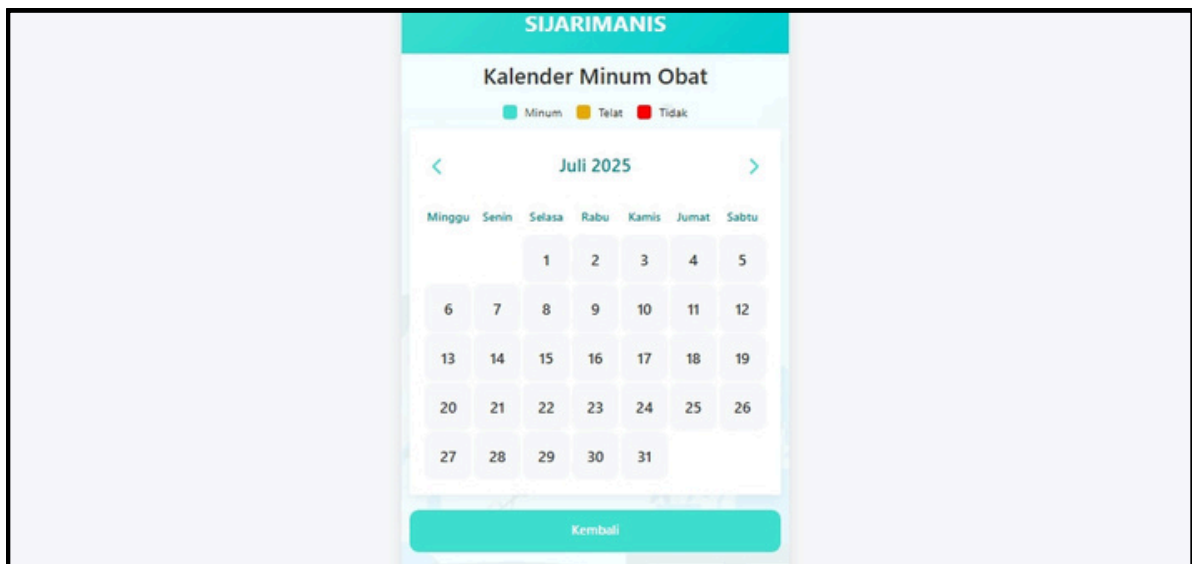 SIJARIMANIS
Kalender Minum Obat
Minum Telat Tidak
Juli 2025
Minggu Senin Selasa Rabu Kamis Jumat Sabtu
1 2 3 4 5
6 7 8 9 10 11 12
13 14 15 16 17 18 19
20 21 22 23 24 25 26
27 28 29 30 31
Kembali